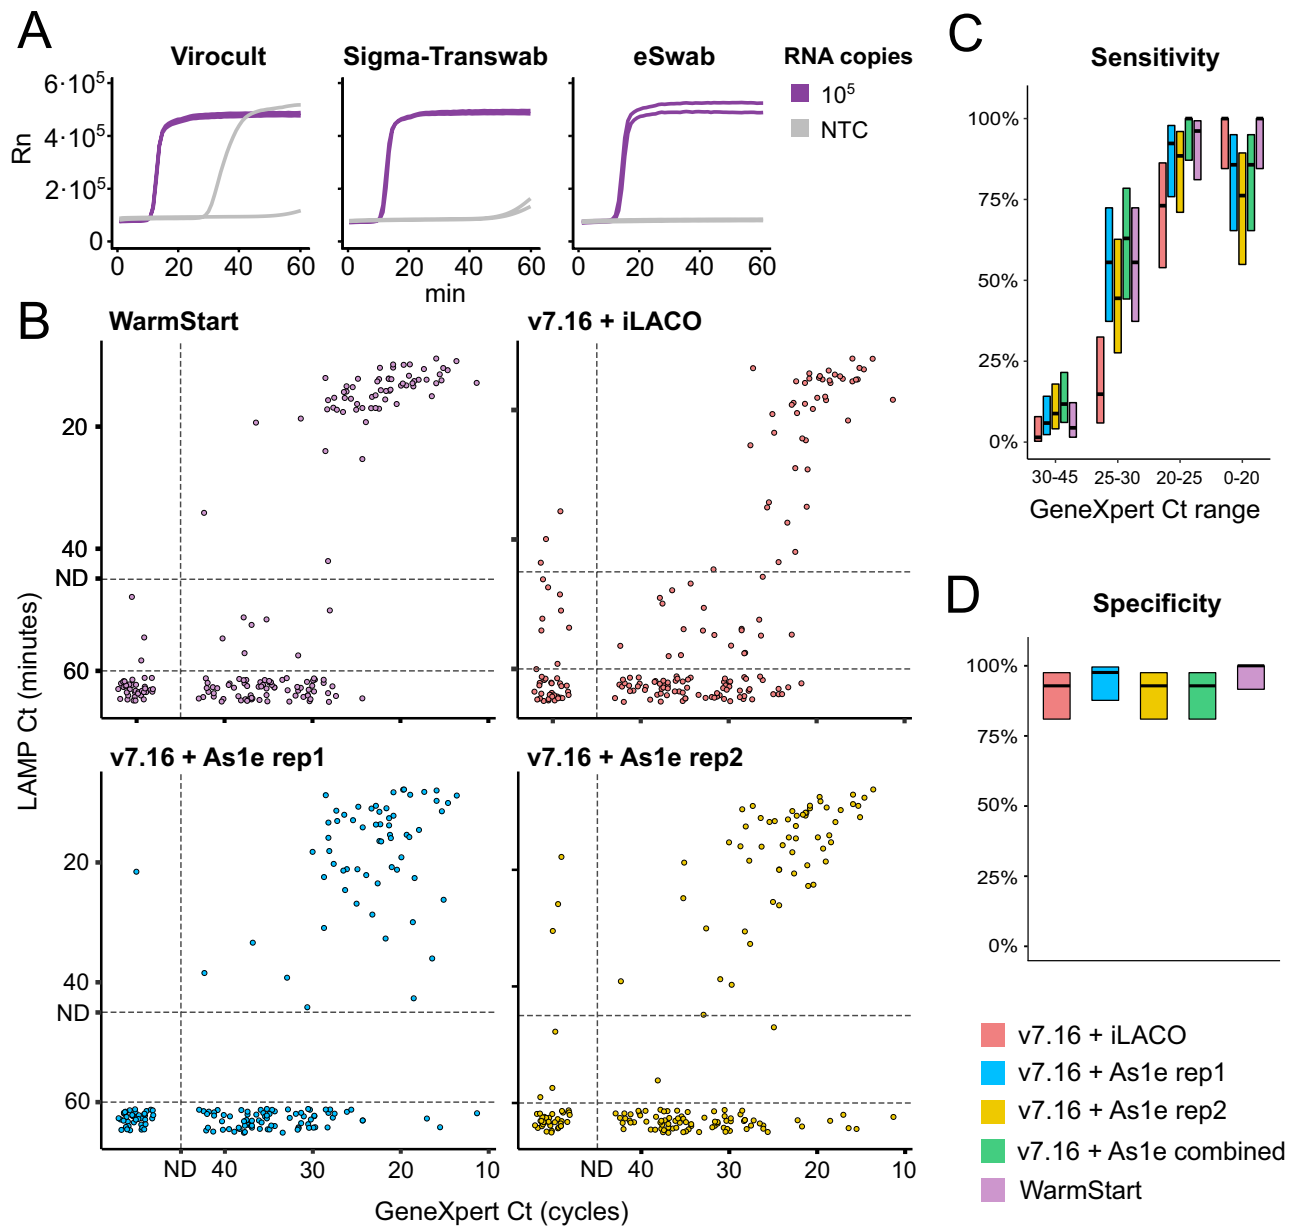 A
Virocult
Sigma-Transwab
eSwab
RNA copies
10⁵
NTC
Rn
6·10⁵
4·10⁵
2·10⁵
0
0 20 40 60
0 20 40 60
0 20 40 60
min
B
WarmStart
v7.16 + iLACO
20
40
ND
60
v7.16 + As1e rep1
v7.16 + As1e rep2
20
40
ND
60
LAMP Ct (minutes)
ND 40 30 20 10
ND 40 30 20 10
GeneXpert Ct (cycles)
C
Sensitivity
100%
75%
50%
25%
0%
30-45 25-30 20-25 0-20
GeneXpert Ct range
D
Specificity
100%
75%
50%
25%
0%
v7.16 + iLACO
v7.16 + As1e rep1
v7.16 + As1e rep2
v7.16 + As1e combined
WarmStart